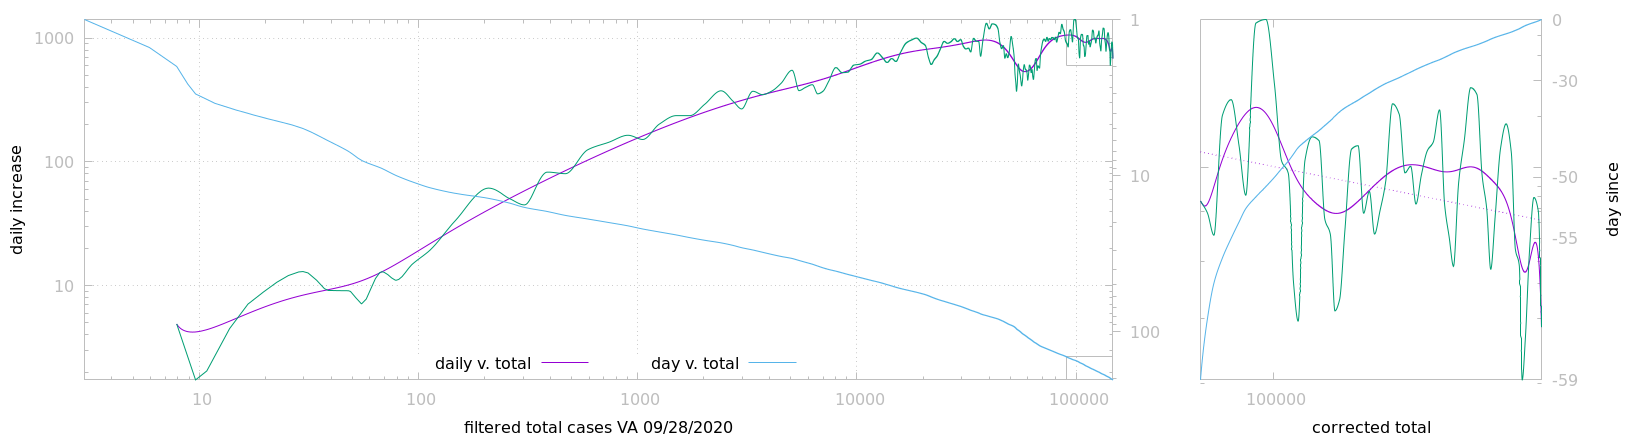 1000
100
10
daily increase
10
100
1000
10000
100000
filtered total cases VA 09/28/2020
daily v. total
day v. total
1
10
100
0
-30
-50
-55
-59
day since
100000
corrected total